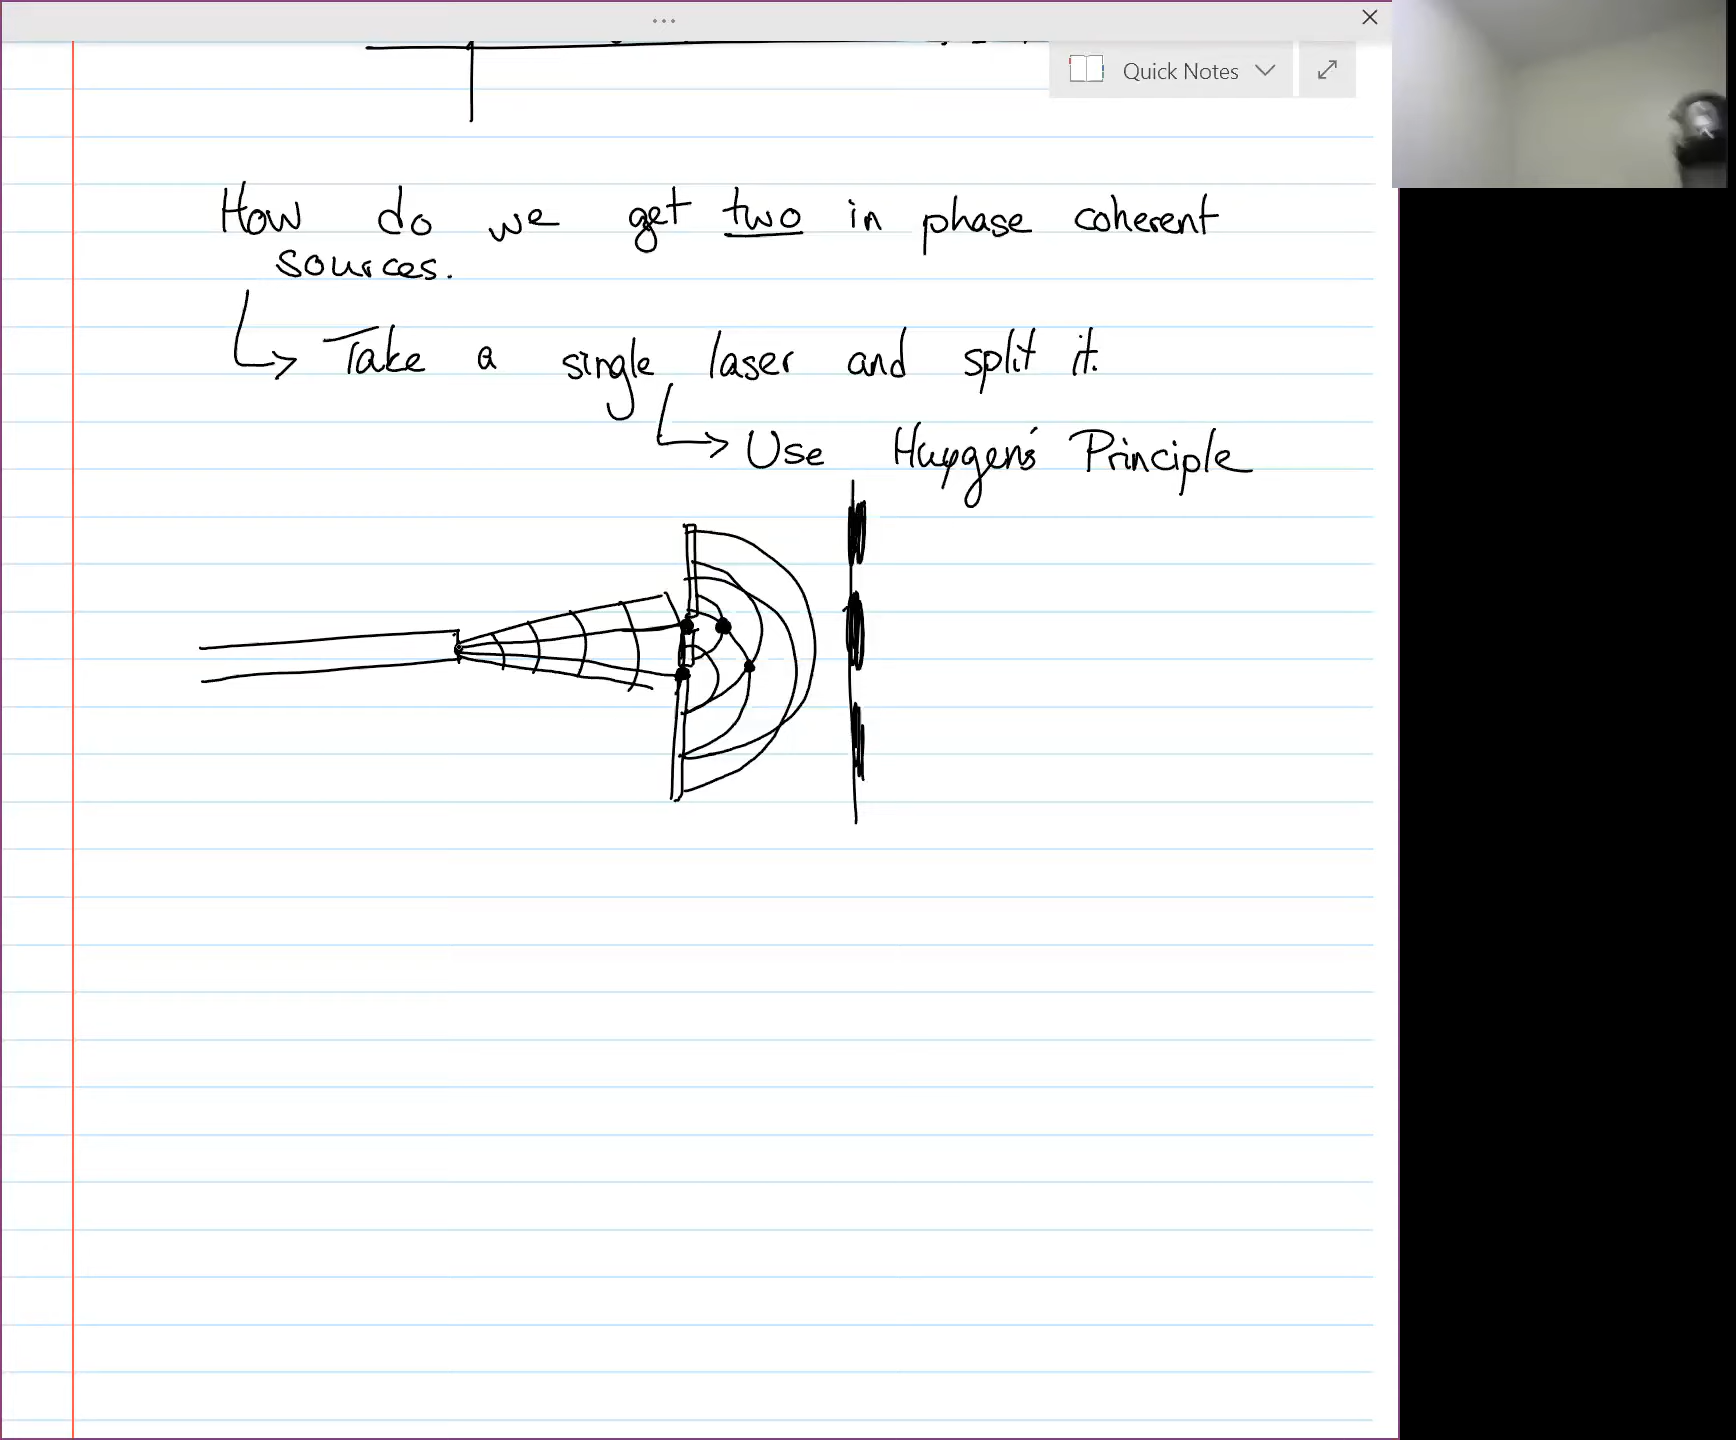 Quick Notes
How do we get two in phase coherent
sources.
Take a single laser and split it.
Use Huygen's Principle